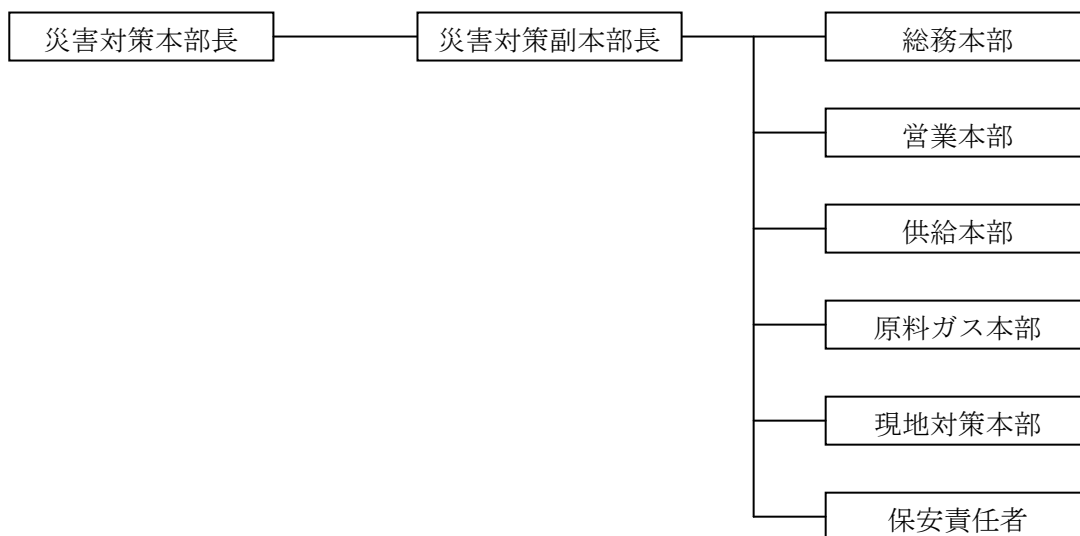 災害対策本部長
災害対策副本部長
総務本部
営業本部
供給本部
原料ガス本部
現地対策本部
保安責任者